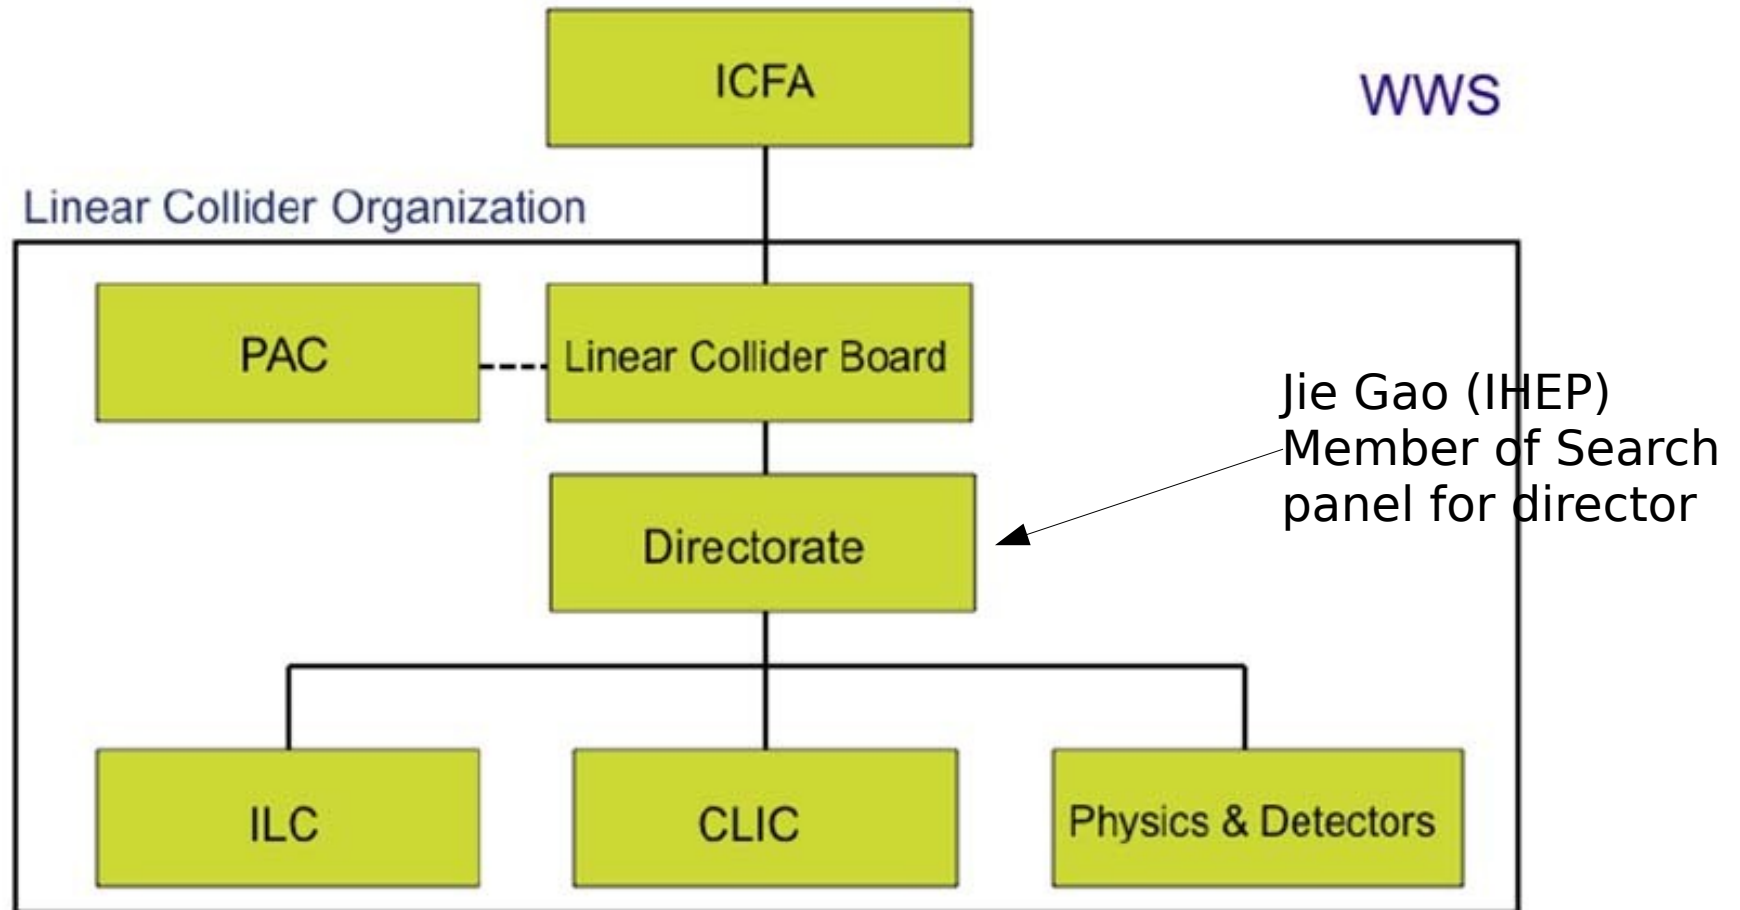 ICFA
WWS
Linear Collider Organization
PAC
Linear Collider Board
Jie Gao (IHEP)
Member of Search
panel for director
Directorate
ILC
CLIC
Physics & Detectors